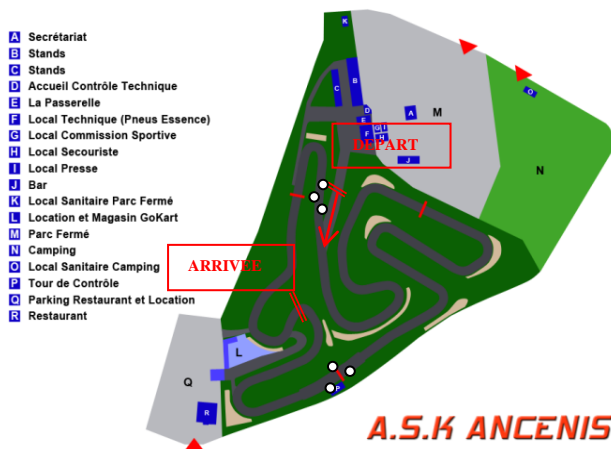 A Secrétariat
B Stands
C Stands
D Accueil Contrôle Technique
E La Passerelle
F Local Technique (Pneus Essence)
G Local Commission Sportive
H Local Secouriste
I Local Presse
J Bar
K Local Sanitaire Parc Fermé
L Location et Magasin GoKart
M Parc Fermé
N Camping
O Local Sanitaire Camping
P Tour de Contrôle
Q Parking Restaurant et Location
R Restaurant
K
B
C
D
E
F
G I
H
A
M
O
J
N
DEPART
ARRIVEE
L
Q
R
P
A.S.K ANCENIS